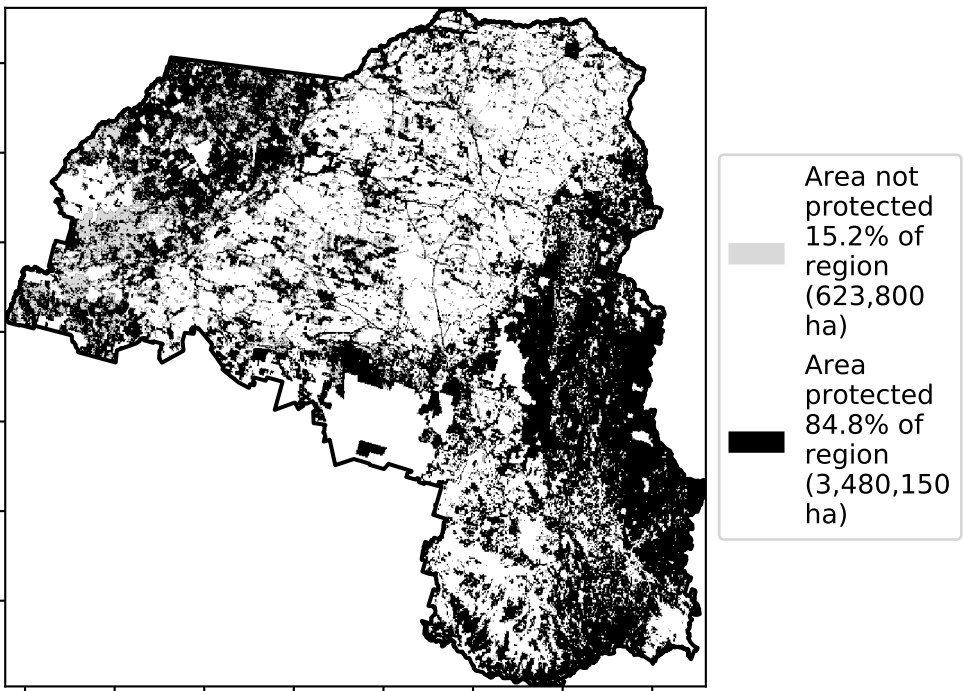 Area not
protected
15.2% of
region
(623,800
ha)
Area
protected
84.8% of
region
(3,480,150
ha)